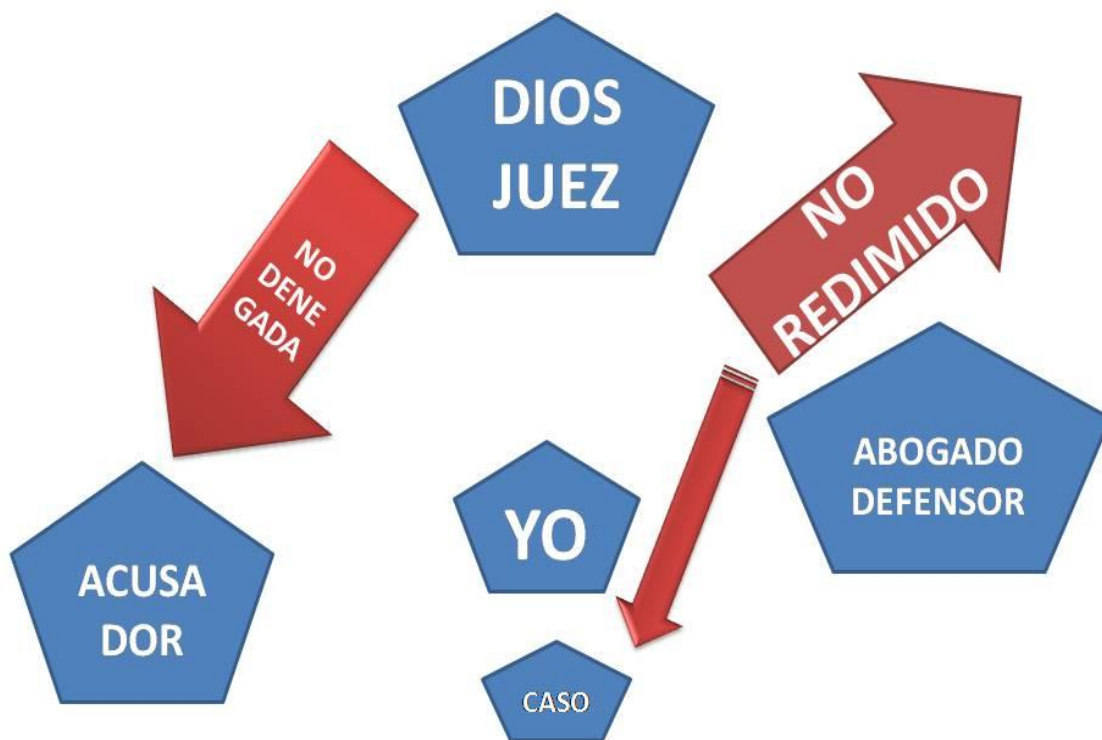 DIOS
JUEZ
NO
DENE
GADA
NO
REDIMIDO
ABOGADO
DEFENSOR
YO
ACUSA
DOR
CASO